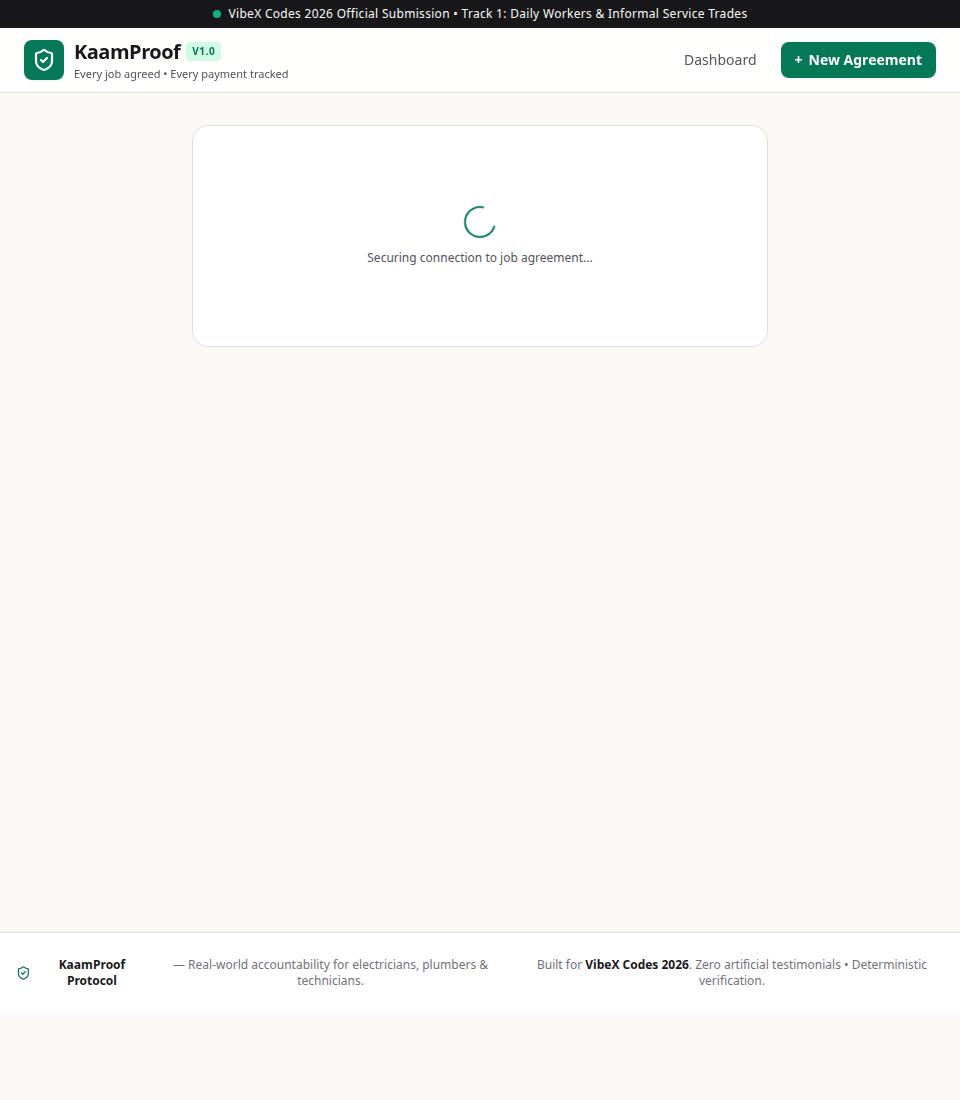 VibeX Codes 2026 Official Submission • Track 1: Daily Workers & Informal Service Trades
KaamProof V1.0
Every job agreed • Every payment tracked
Dashboard
+ New Agreement
Securing connection to job agreement...
KaamProof
Protocol
— Real-world accountability for electricians, plumbers &
technicians.
Built for VibeX Codes 2026. Zero artificial testimonials • Deterministic
verification.